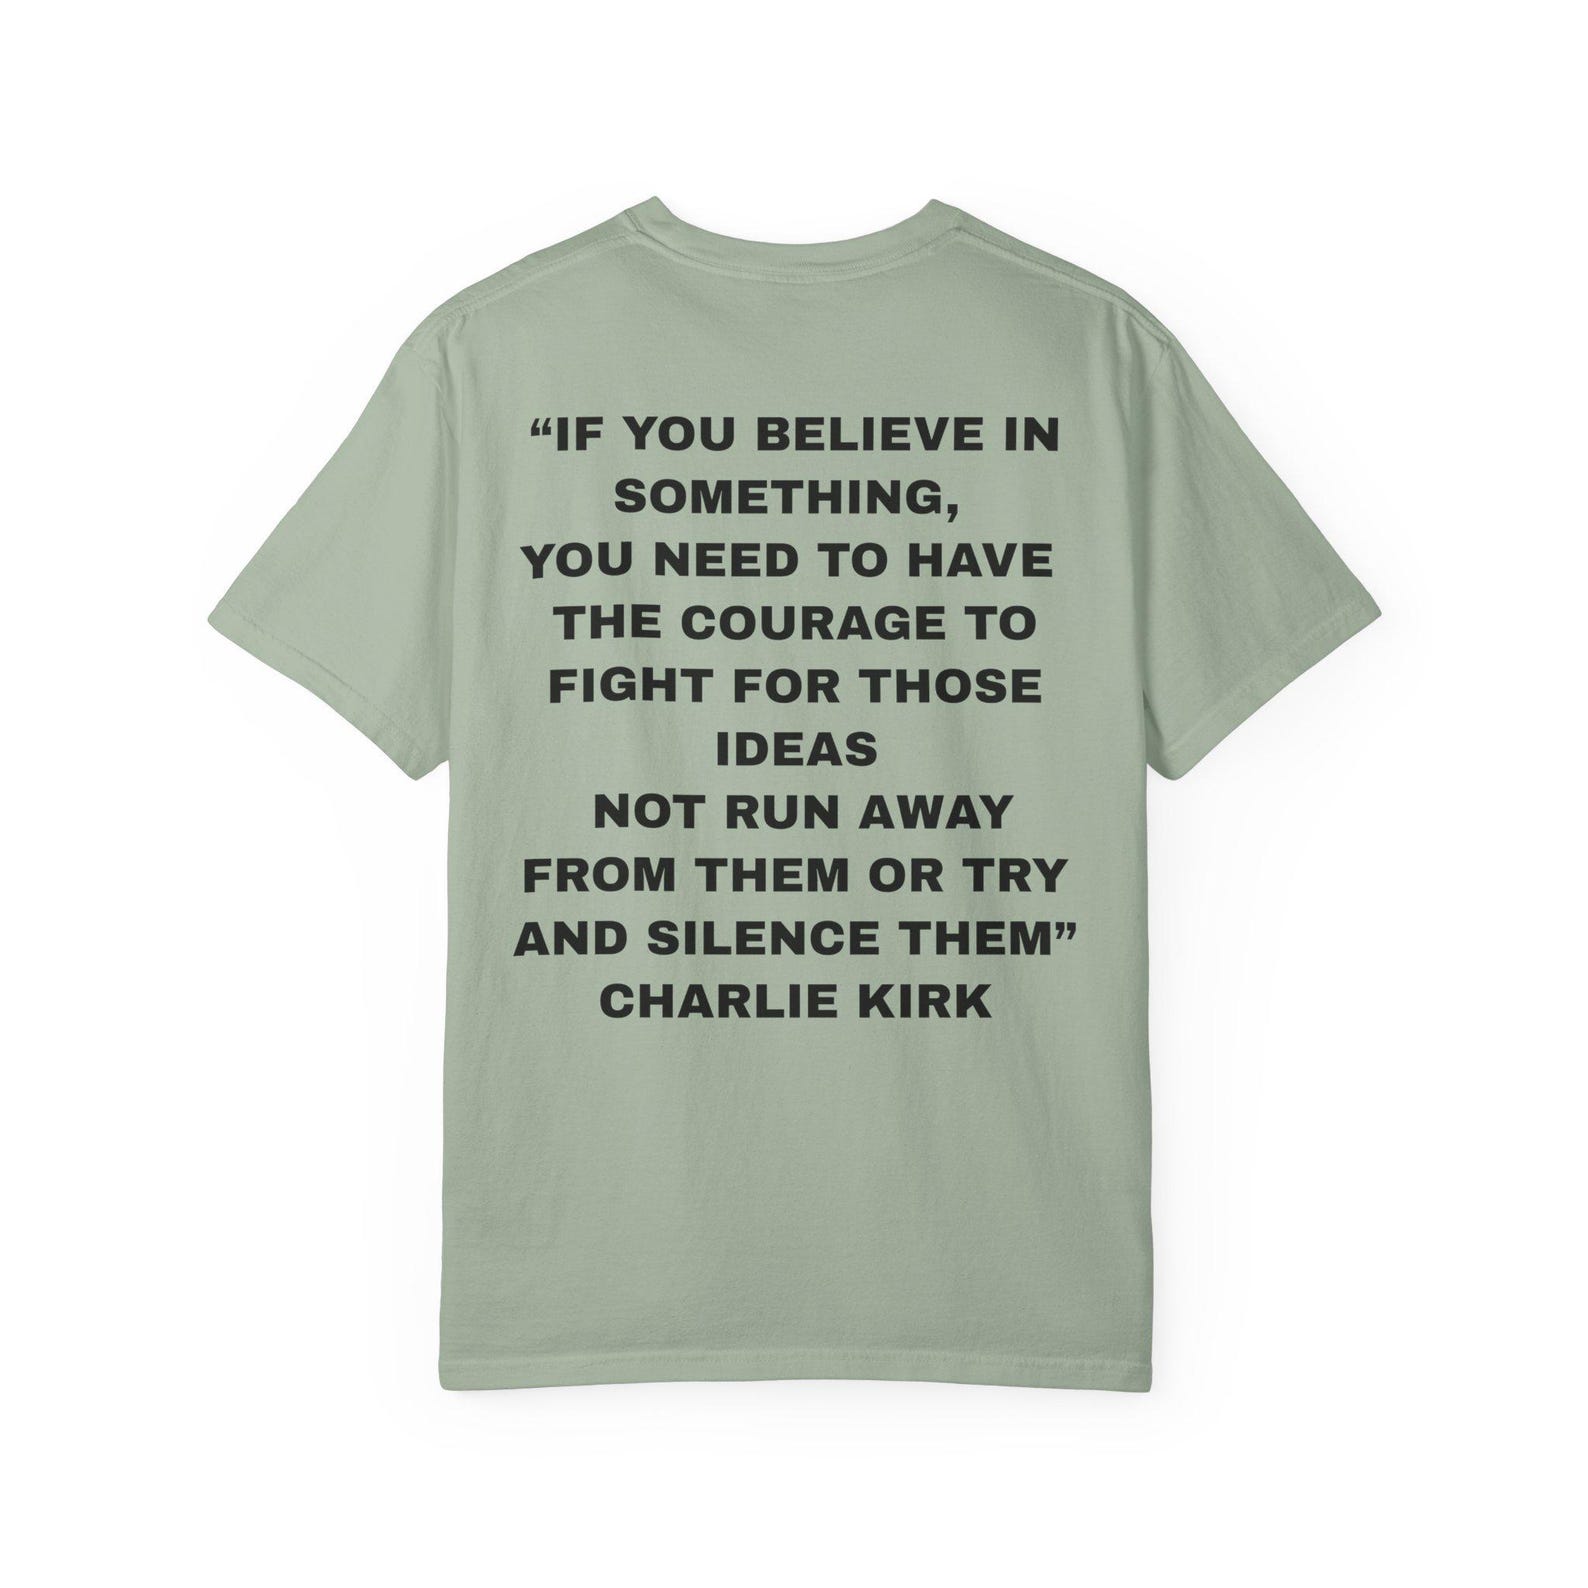 “IF YOU BELIEVE IN
SOMETHING,
YOU NEED TO HAVE
THE COURAGE TO
FIGHT FOR THOSE
IDEAS
NOT RUN AWAY
FROM THEM OR TRY
AND SILENCE THEM”
CHARLIE KIRK